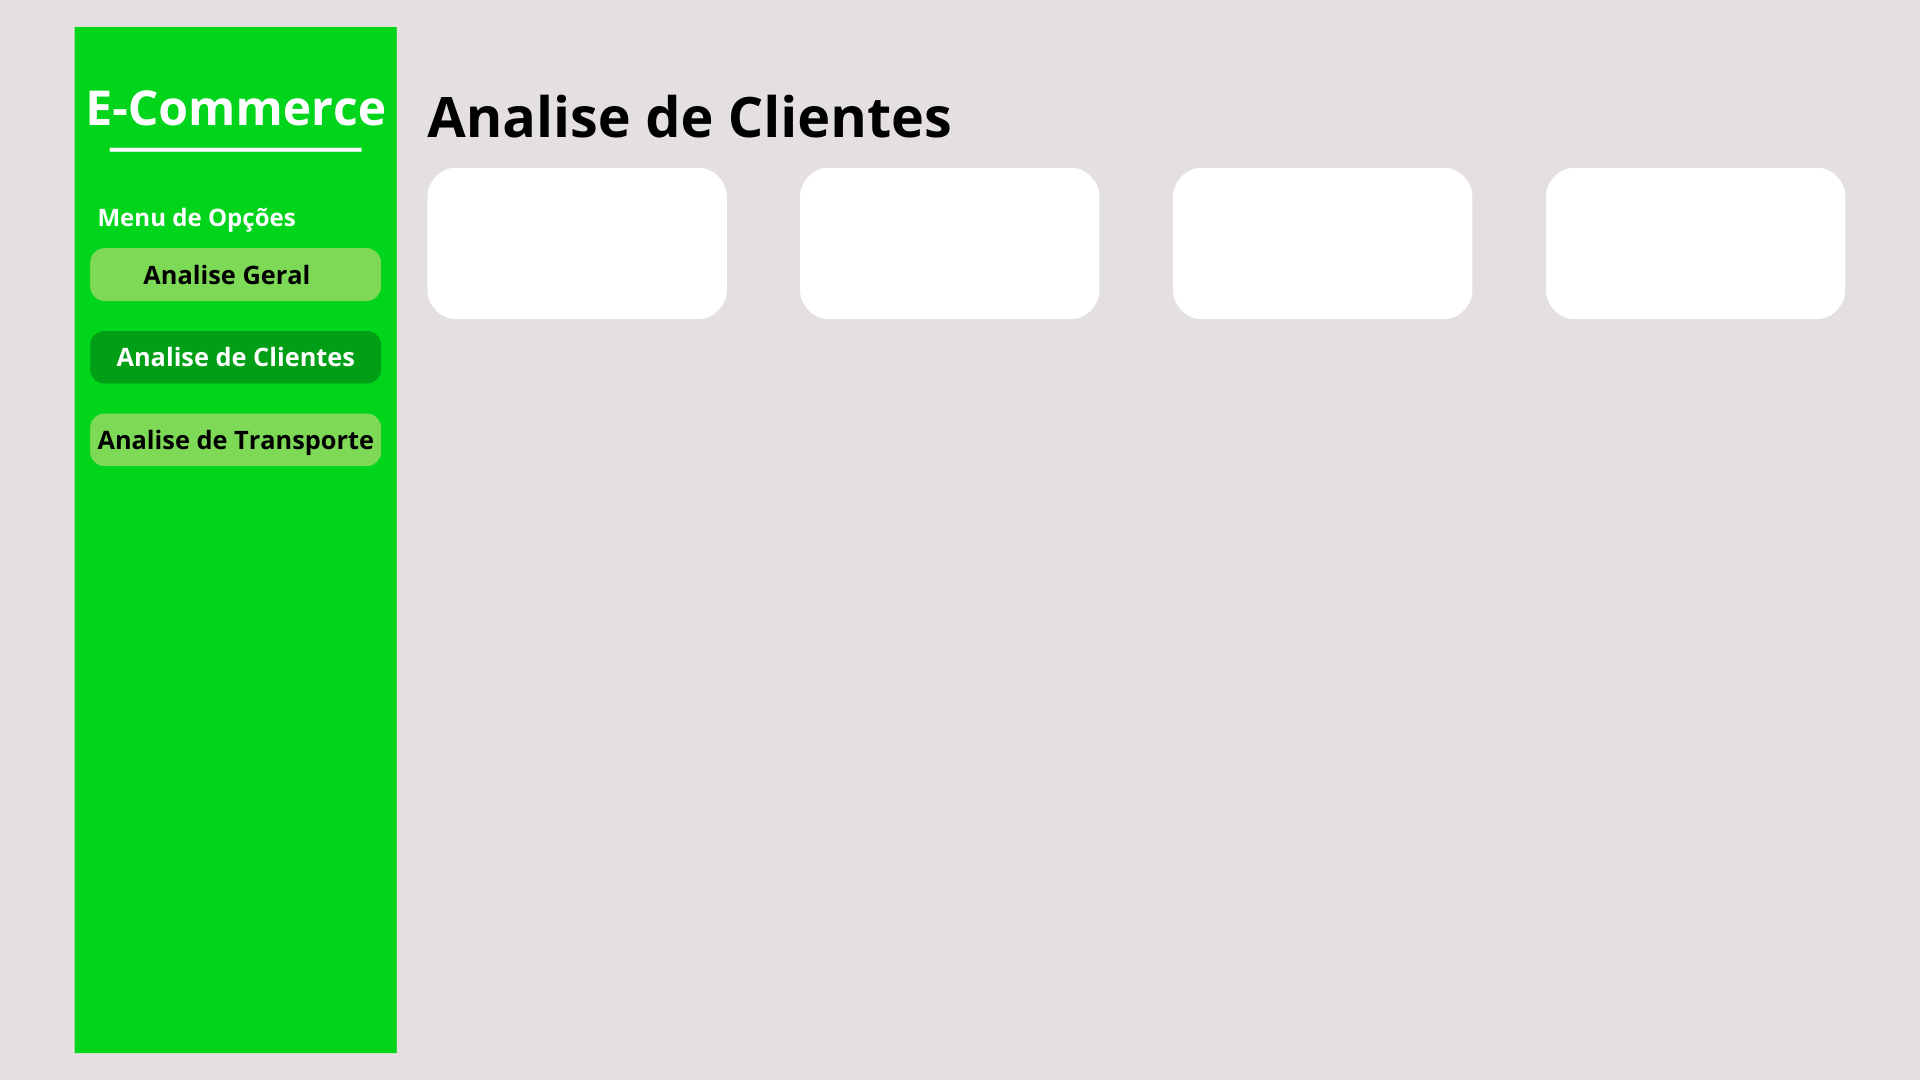 E-Commerce
Menu de Opções
Analise Geral
Analise de Clientes
Analise de Transporte
Analise de Clientes